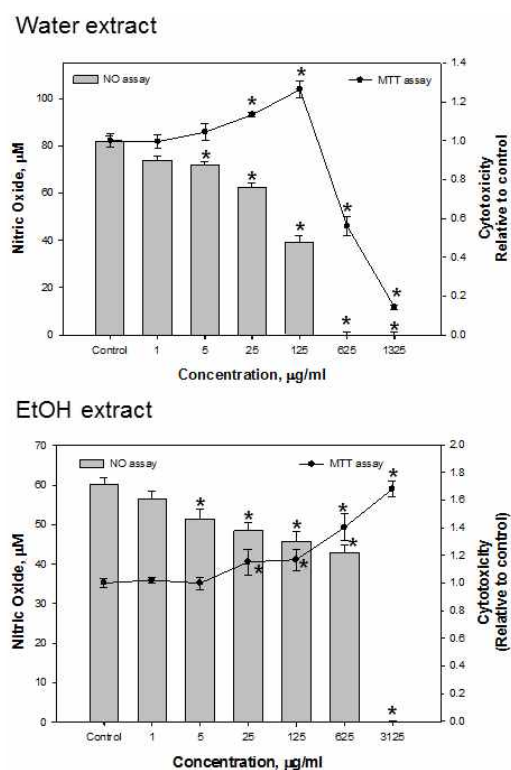 Water extract
NO assay
MTT assay
Nitric Oxide, µM
100
80
60
40
20
0
1.4
1.2
1.0
0.8
0.6
0.4
0.2
0.0
Cytotoxicity
Relative to control
* * * * * * * * *
Control 1 5 25 125 625 1325
Concentration, µg/ml
EtOH extract
NO assay
MTT assay
Nitric Oxide, µM
70
60
50
40
30
20
10
0
2.0
1.8
1.6
1.4
1.2
1.0
0.8
0.6
0.4
0.2
0.0
Cytotoxicity
(Relative to control)
* * * * * * * * *
Control 1 5 25 125 625 3125
Concentration, µg/ml